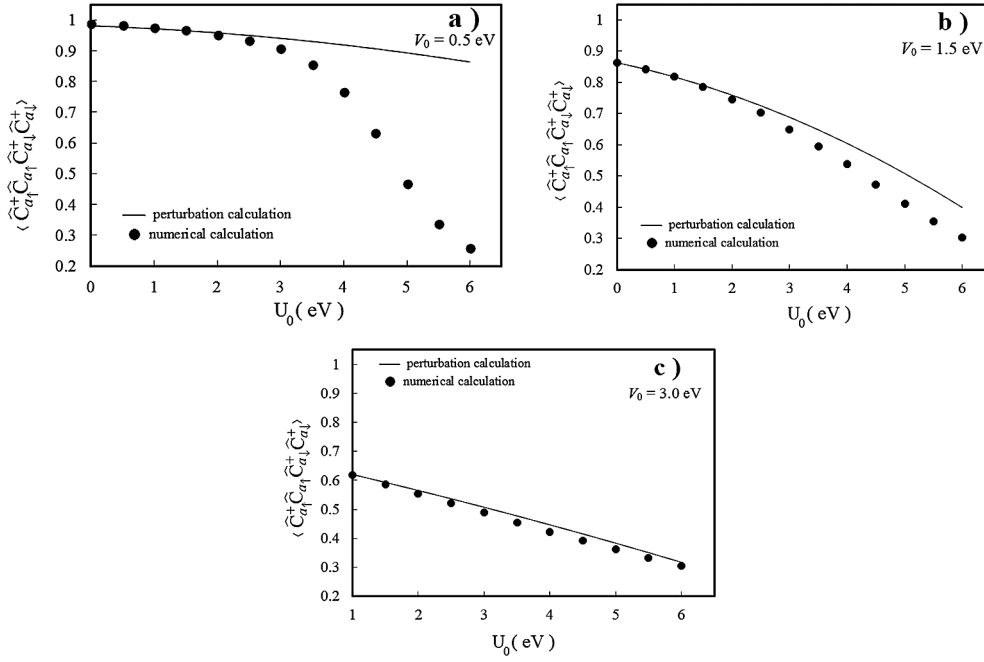 a )
V₀ = 0.5 eV
1
0.9
0.8
0.7
0.6
0.5
0.4
0.3
0.2
⟨ Ĉ⁺a↑Ĉa↑Ĉ⁺a↓Ĉ⁺a↓⟩
perturbation calculation
numerical calculation
0 1 2 3 4 5 6
U₀( eV)
b )
V₀ = 1.5 eV
1
0.9
0.8
0.7
0.6
0.5
0.4
0.3
0.2
⟨ Ĉ⁺a↑Ĉa↑Ĉ⁺a↓Ĉ⁺a↓⟩
perturbation calculation
numerical calculation
0 1 2 3 4 5 6
U₀( eV)
c )
V₀ = 3.0 eV
perturbation calculation
numerical calculation
1
0.9
0.8
0.7
0.6
0.5
0.4
0.3
0.2
⟨ Ĉ⁺a↑Ĉa↑Ĉ⁺a↓Ĉ⁺a↓⟩
1 2 3 4 5 6
U₀( eV)